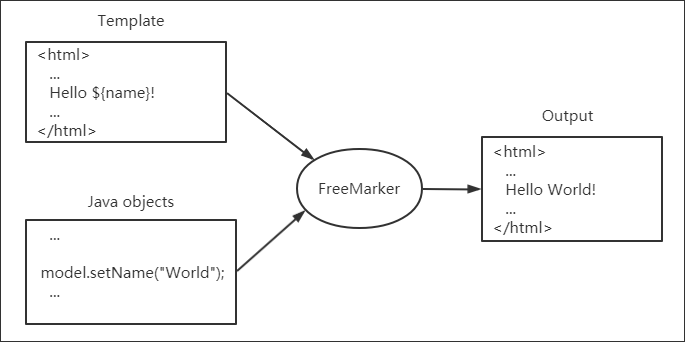 Template
<html>
...
Hello ${name}!
...
</html>
Java objects
...
model.setName("World");
...
FreeMarker
Output
<html>
...
Hello World!
...
</html>